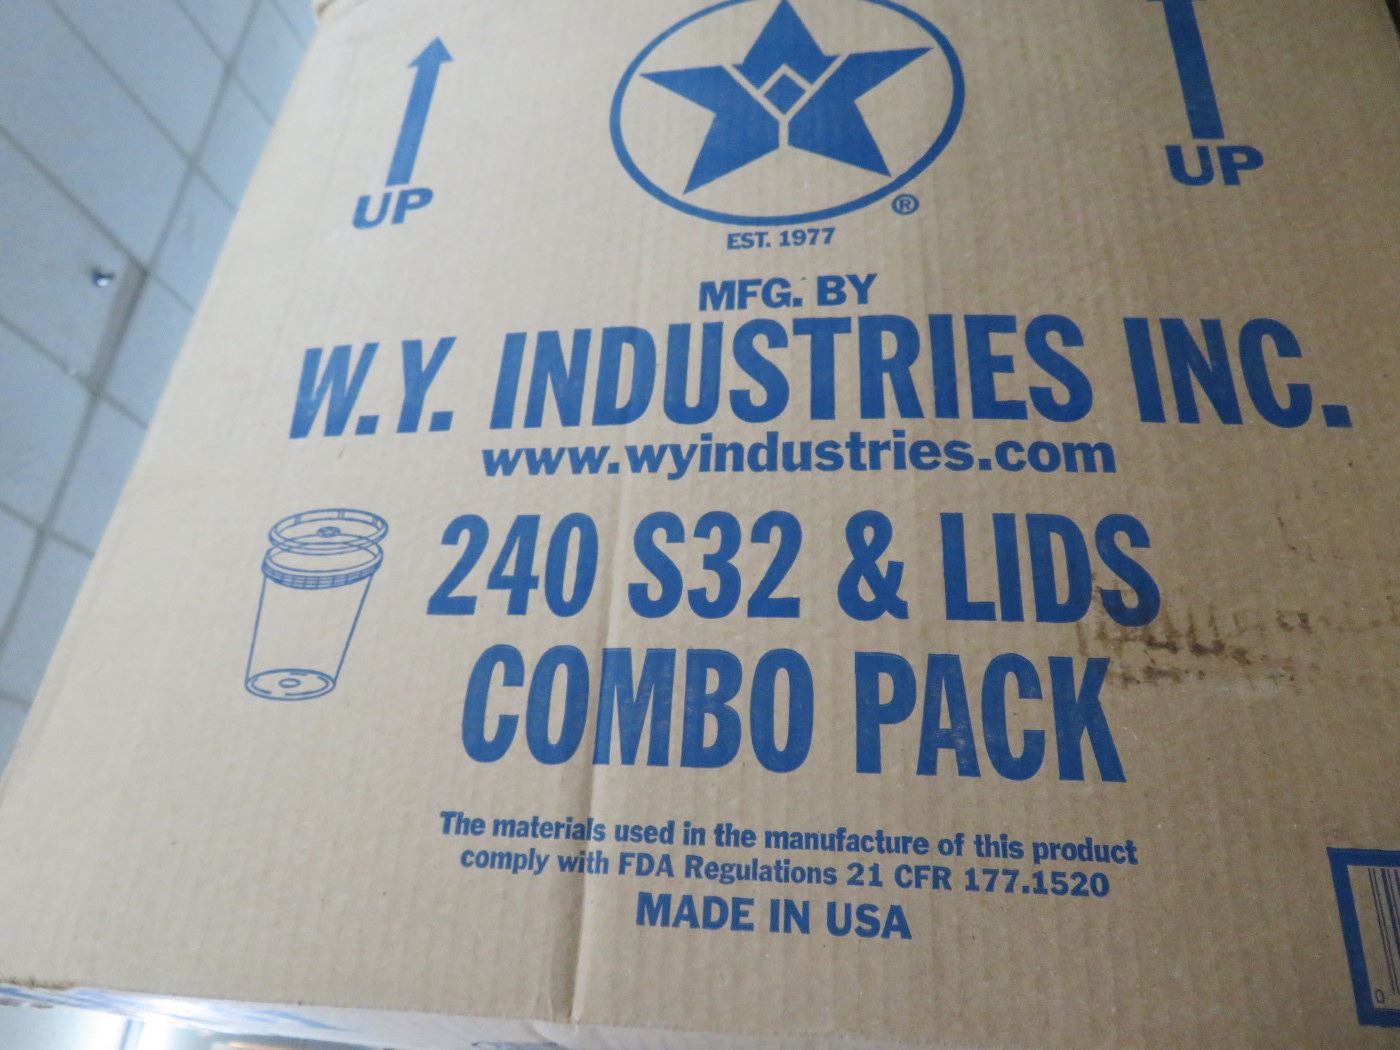 UP
UP
®
EST. 1977
MFG. BY
W.Y. INDUSTRIES INC.
www.wyindustries.com
240 S32 & LIDS
COMBO PACK
The materials used in the manufacture of this product
comply with FDA Regulations 21 CFR 177.1520
MADE IN USA
0